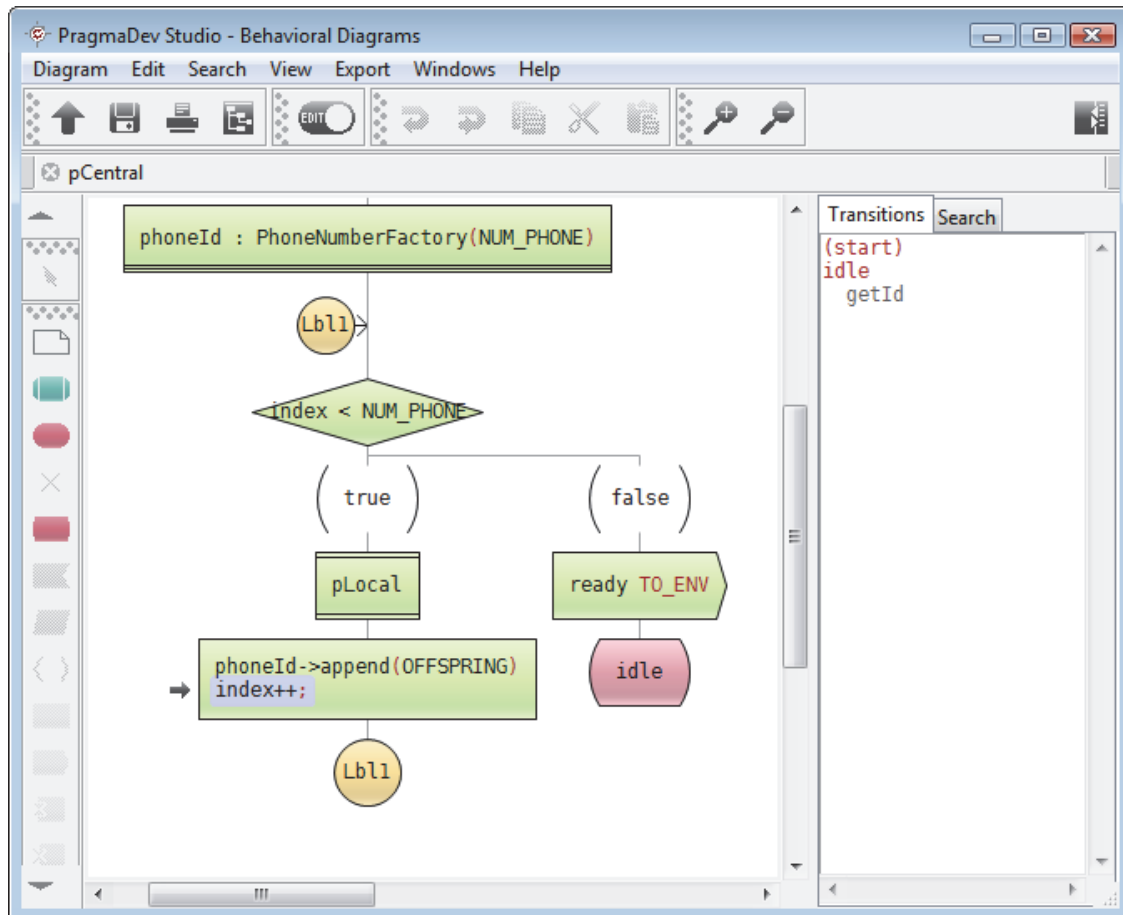 PragmaDev Studio - Behavioral Diagrams
Diagram Edit Search View Export Windows Help
EDIT
pCentral
Transitions Search
(start)
idle
getId
phoneId : PhoneNumberFactory(NUM_PHONE)
Lbl1
index < NUM_PHONE
true false
pLocal ready TO_ENV
phoneId->append(OFFSPRING)
index++;
idle
Lbl1